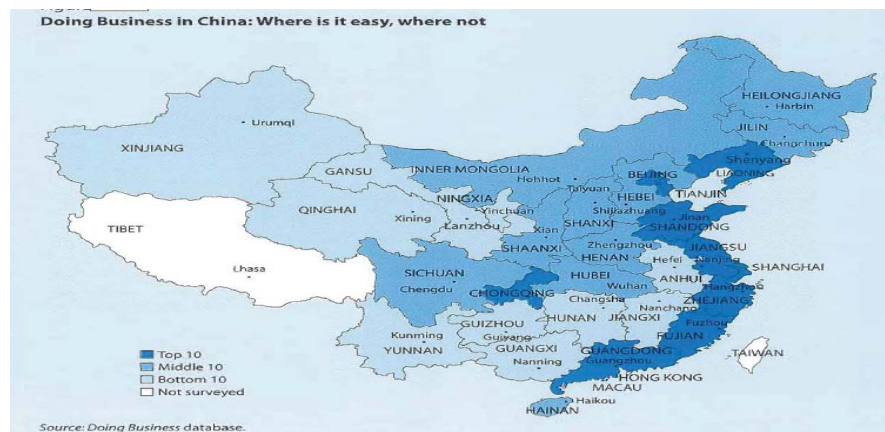 Doing Business in China: Where is it easy, where not
HEILONGJIANG
Harbin
JILIN
Changchun
Urumqi
XINJIANG
GANSU
INNER MONGOLIA
Hohhot
BEIJING
Shenyang
LIAONING
TIANJIN
Taiyuan
HEBEI
NINGXIA
Yinchuan
Shijiazhuang
Jinan
SHANDONG
QINGHAI
Xining
Lanzhou
SHANXI
TIBET
Xian
SHAANXI
Zhengzhou
HENAN
JIANGSU
Hefei
Nanjing
SHANGHAI
ANHUI
Lhasa
SICHUAN
Chengdu
HUBEI
Wuhan
Hangzhou
CHONGQING
ZHEJIANG
Changsha
Nanchang
HUNAN
JIANGXI
GUIZHOU
Guiyang
Fuzhou
FUJIAN
Kunming
YUNNAN
GUANGXI
Nanning
GUANGDONG
Guangzhou
TAIWAN
HONG KONG
MACAU
Haikou
HAINAN
Top 10
Middle 10
Bottom 10
Not surveyed
Source: Doing Business database.